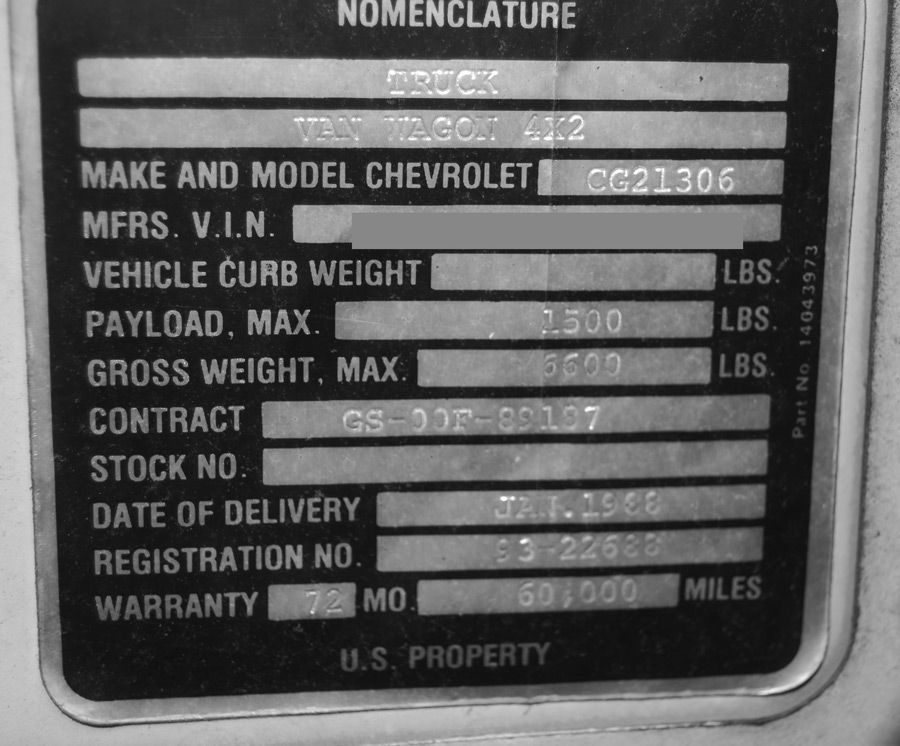 NOMENCLATURE
TRUCK
VAN WAGON 4X2
MAKE AND MODEL CHEVROLET CG21306
MFRS. V.I.N.
VEHICLE CURB WEIGHT LBS.
PAYLOAD, MAX. 1500 LBS.
GROSS WEIGHT, MAX. 6600 LBS.
CONTRACT GS-00F-89187
STOCK NO.
DATE OF DELIVERY JAN.1988
REGISTRATION NO. 93-22688
WARRANTY 72 MO. 60,000 MILES
U.S. PROPERTY
Part No. 14043973